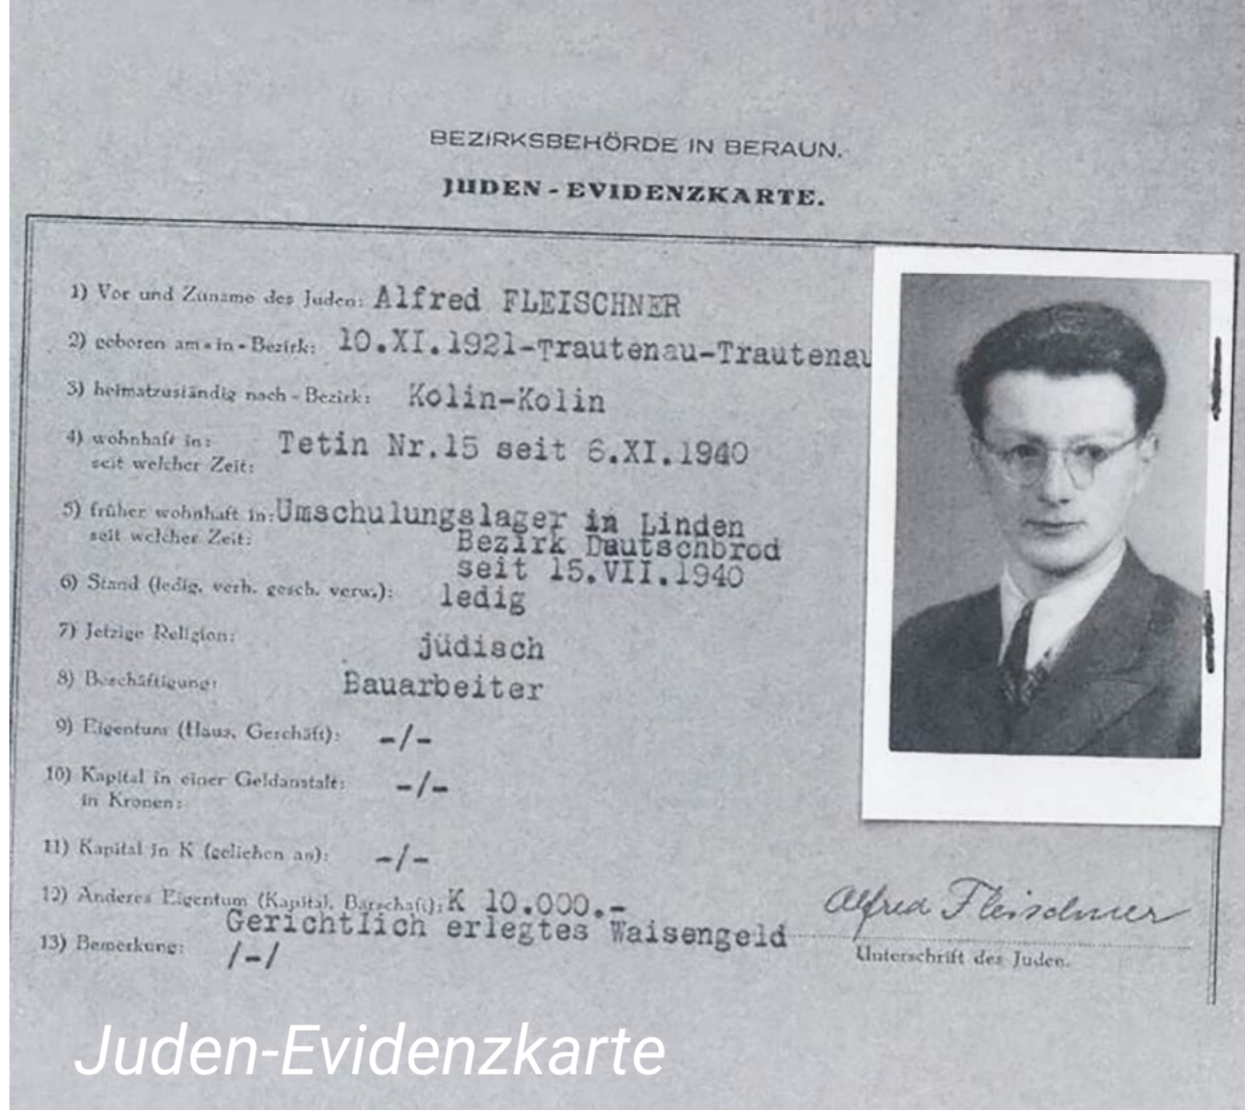 BEZIRKSBEHÖRDE IN BERAUN.
JUDEN - EVIDENZKARTE.
1) Vor und Zuname des Juden: Alfred FLEISCHNER
2) geboren am - in - Bezirk: 10.XI.1921-Trautenau-Trautenau
3) heimatzuständig nach - Bezirk: Kolin-Kolin
4) wohnhaft in: Tetin Nr.15 seit 6.XI.1940
seit welcher Zeit:
5) früher wohnhaft in: Umschulungslager in Linden
seit welcher Zeit: Bezirk Dautschbrod
seit 15.VII.1940
6) Stand (ledig, verh. gesch. verw.): ledig
7) Jetzige Religion: jüdisch
8) Beschäftigung: Bauarbeiter
9) Eigentum (Haus, Geschäft): -/-
10) Kapital in einer Geldanstalt: -/-
in Kronen:
11) Kapital in K (geliehen an): -/-
12) Anderes Eigentum (Kapital, Barschaft): K 10.000.-
Gerichtlich erlegtes Waisengeld
13) Bemerkung: /-/
Alfred Fleischner
Unterschrift des Juden.
Juden-Evidenzkarte